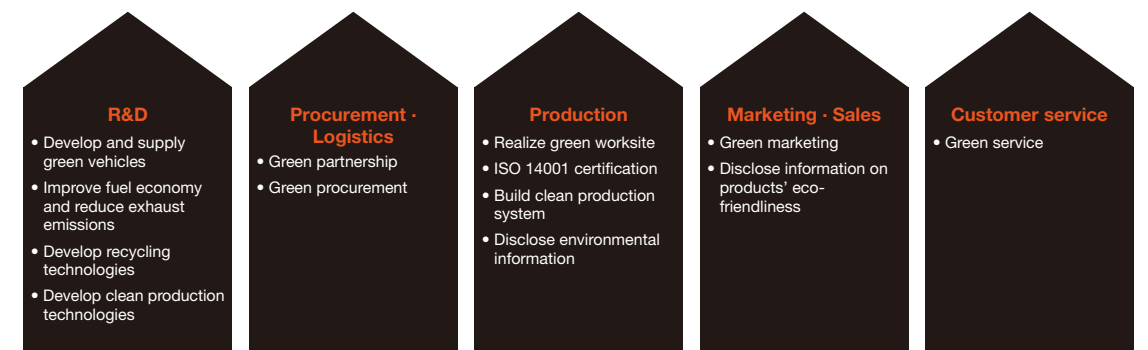 R&D
• Develop and supply
green vehicles
• Improve fuel economy
and reduce exhaust
emissions
• Develop recycling
technologies
• Develop clean production
technologies
Procurement ·
Logistics
• Green partnership
• Green procurement
Production
• Realize green worksite
• ISO 14001 certification
• Build clean production
system
• Disclose environmental
information
Marketing · Sales
• Green marketing
• Disclose information on
products’ eco-
friendliness
Customer service
• Green service